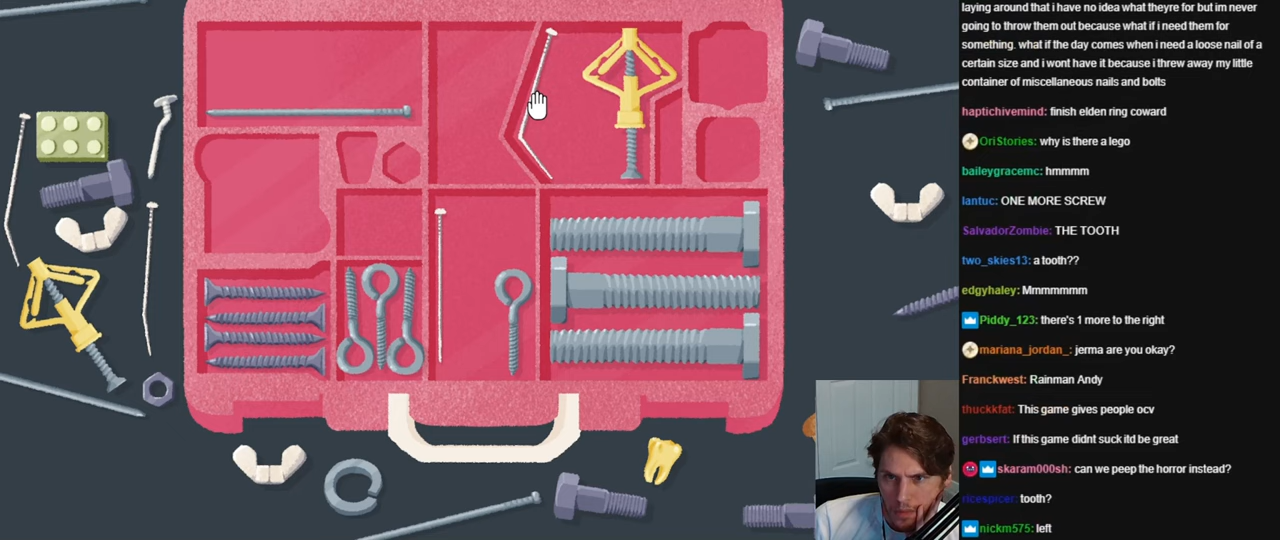 laying around that i have no idea what theyre for but im never
going to throw them out because what if i need them for
something. what if the day comes when i need a loose nail of a
certain size and i wont have it because i threw away my little
container of miscellaneous nails and bolts
haptichivemind: finish elden ring coward
OriStories: why is there a lego
baileygracemc: hmmmm
lantuc: ONE MORE SCREW
SalvadorZombie: THE TOOTH
two_skies13: a tooth??
edgyhaley: Mmmmmmm
Piddy_123: there's 1 more to the right
mariana_jordan_: jerma are you okay?
Franckwest: Rainman Andy
thuckkfat: This game gives people ocv
gerbsert: If this game didnt suck itd be great
skaram000sh: can we peep the horror instead?
ricespicer: tooth?
nickm575: left